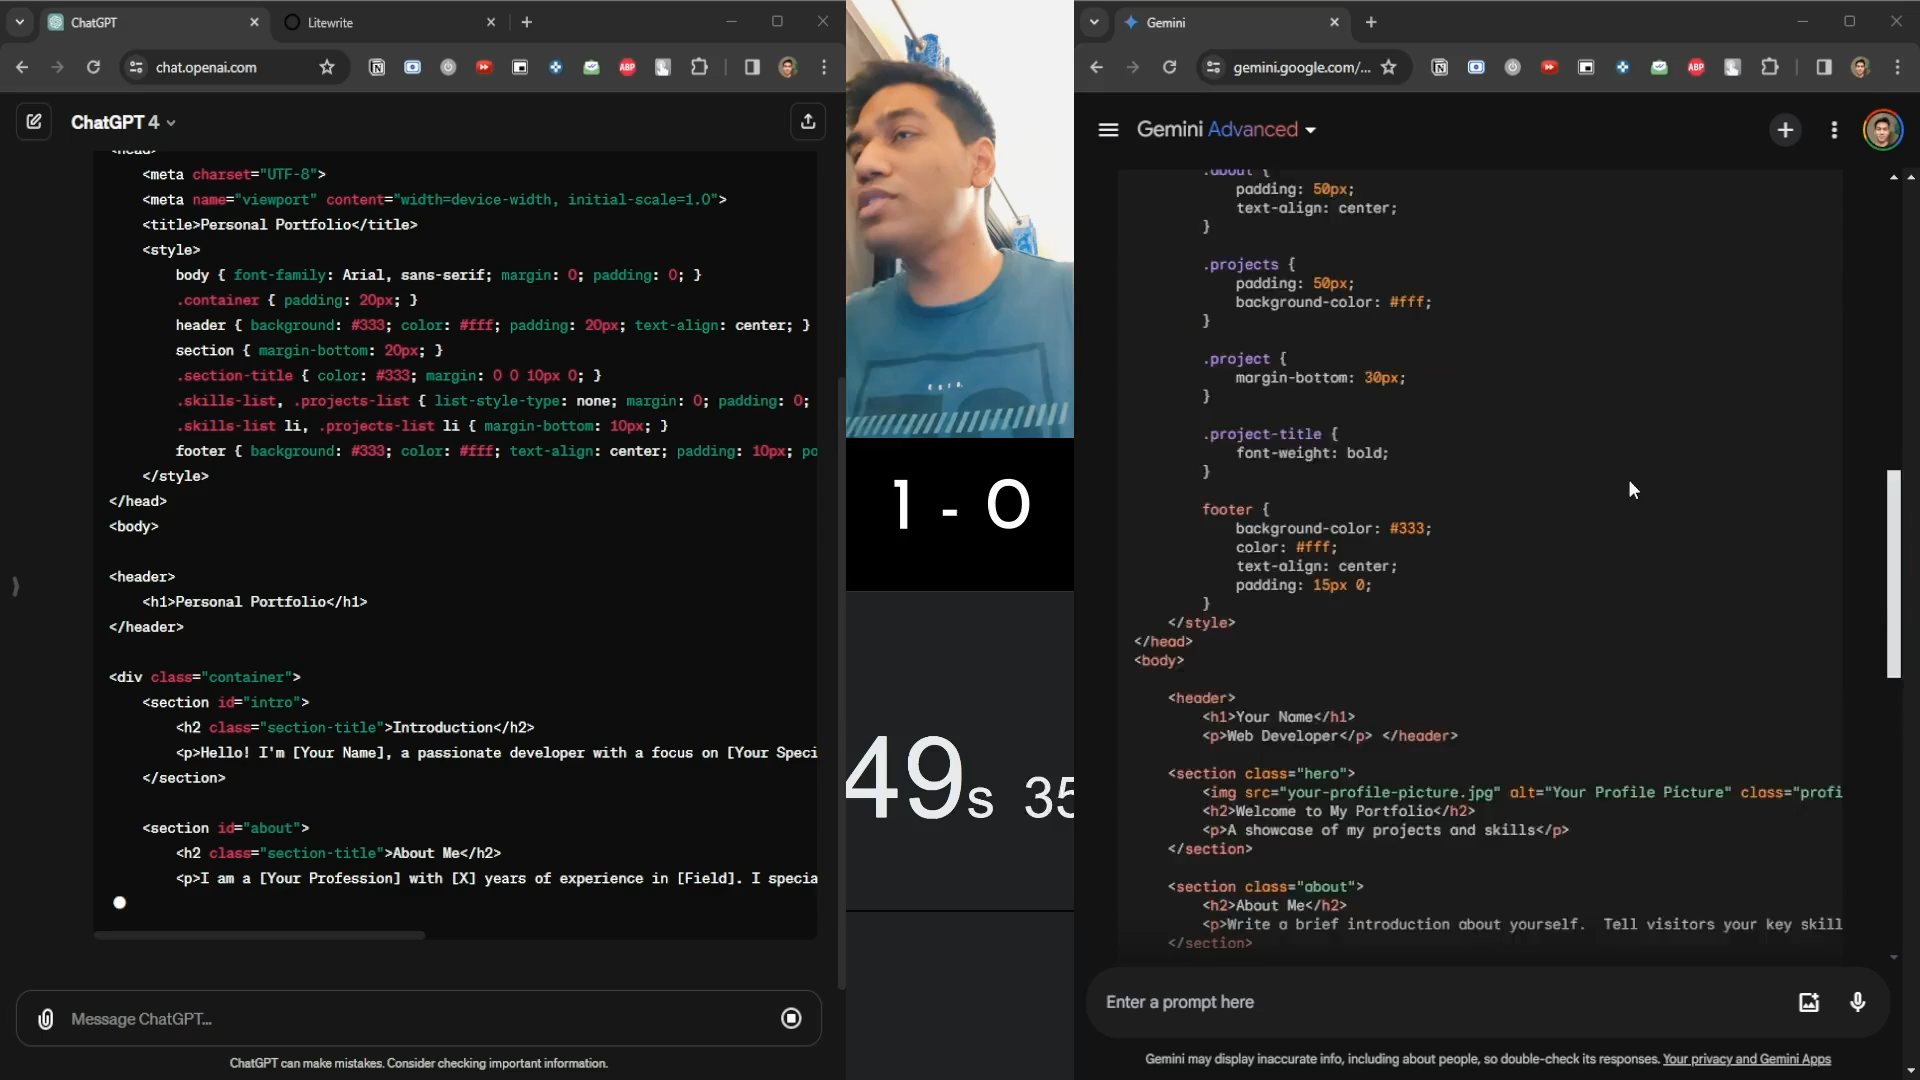 ChatGPT
Litewrite
chat.openai.com
ABP
ChatGPT 4
<head>
<meta charset="UTF-8">
<meta name="viewport" content="width=device-width, initial-scale=1.0">
<title>Personal Portfolio</title>
<style>
body { font-family: Arial, sans-serif; margin: 0; padding: 0; }
.container { padding: 20px; }
header { background: #333; color: #fff; padding: 20px; text-align: center; }
section { margin-bottom: 20px; }
.section-title { color: #333; margin: 0 0 10px 0; }
.skills-list, .projects-list { list-style-type: none; margin: 0; padding: 0;
.skills-list li, .projects-list li { margin-bottom: 10px; }
footer { background: #333; color: #fff; text-align: center; padding: 10px; po
</style>
</head>
<body>
<header>
<h1>Personal Portfolio</h1>
</header>
<div class="container">
<section id="intro">
<h2 class="section-title">Introduction</h2>
<p>Hello! I'm [Your Name], a passionate developer with a focus on [Your Speci
</section>
<section id="about">
<h2 class="section-title">About Me</h2>
<p>I am a [Your Profession] with [X] years of experience in [Field]. I specia
Message ChatGPT...
ChatGPT can make mistakes. Consider checking important information.
1 - 0
49s 35
Gemini
gemini.google.com/...
ABP
Gemini Advanced
.about {
padding: 50px;
text-align: center;
}
.projects {
padding: 50px;
background-color: #fff;
}
.project {
margin-bottom: 30px;
}
.project-title {
font-weight: bold;
}
footer {
background-color: #333;
color: #fff;
text-align: center;
padding: 15px 0;
}
</style>
</head>
<body>
<header>
<h1>Your Name</h1>
<p>Web Developer</p> </header>
<section class="hero">
<img src="your-profile-picture.jpg" alt="Your Profile Picture" class="profi
<h2>Welcome to My Portfolio</h2>
<p>A showcase of my projects and skills</p>
</section>
<section class="about">
<h2>About Me</h2>
<p>Write a brief introduction about yourself.  Tell visitors your key skill
</section>
Enter a prompt here
Gemini may display inaccurate info, including about people, so double-check its responses. Your privacy and Gemini Apps